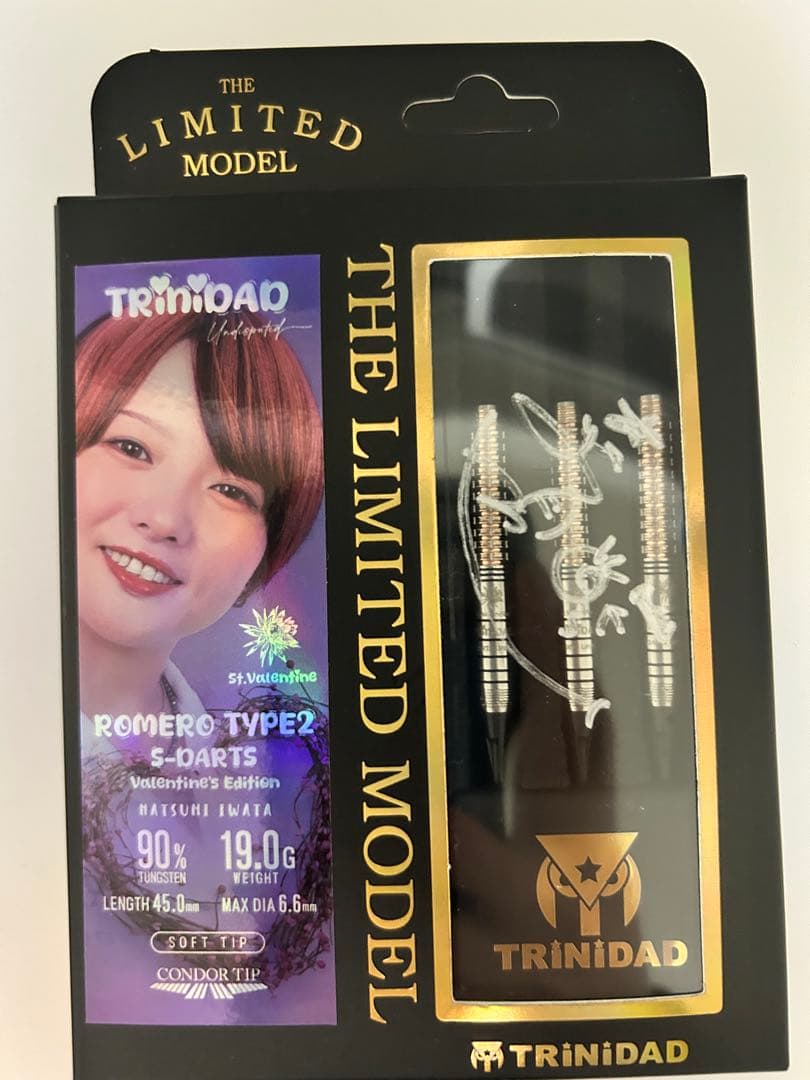 THE
LIMITED
MODEL
TRiNiDAD
Undisputed
St.Valentine
ROMERO TYPE2
S-DARTS
Valentine's Edition
NATSUMI IWATA
90%
TUNGSTEN
19.0G
WEIGHT
LENGTH 45.0mm
MAX DIA 6.6mm
SOFT TIP
CONDOR TIP
THE LIMITED MODEL
TRiNiDAD
TRiNiDAD